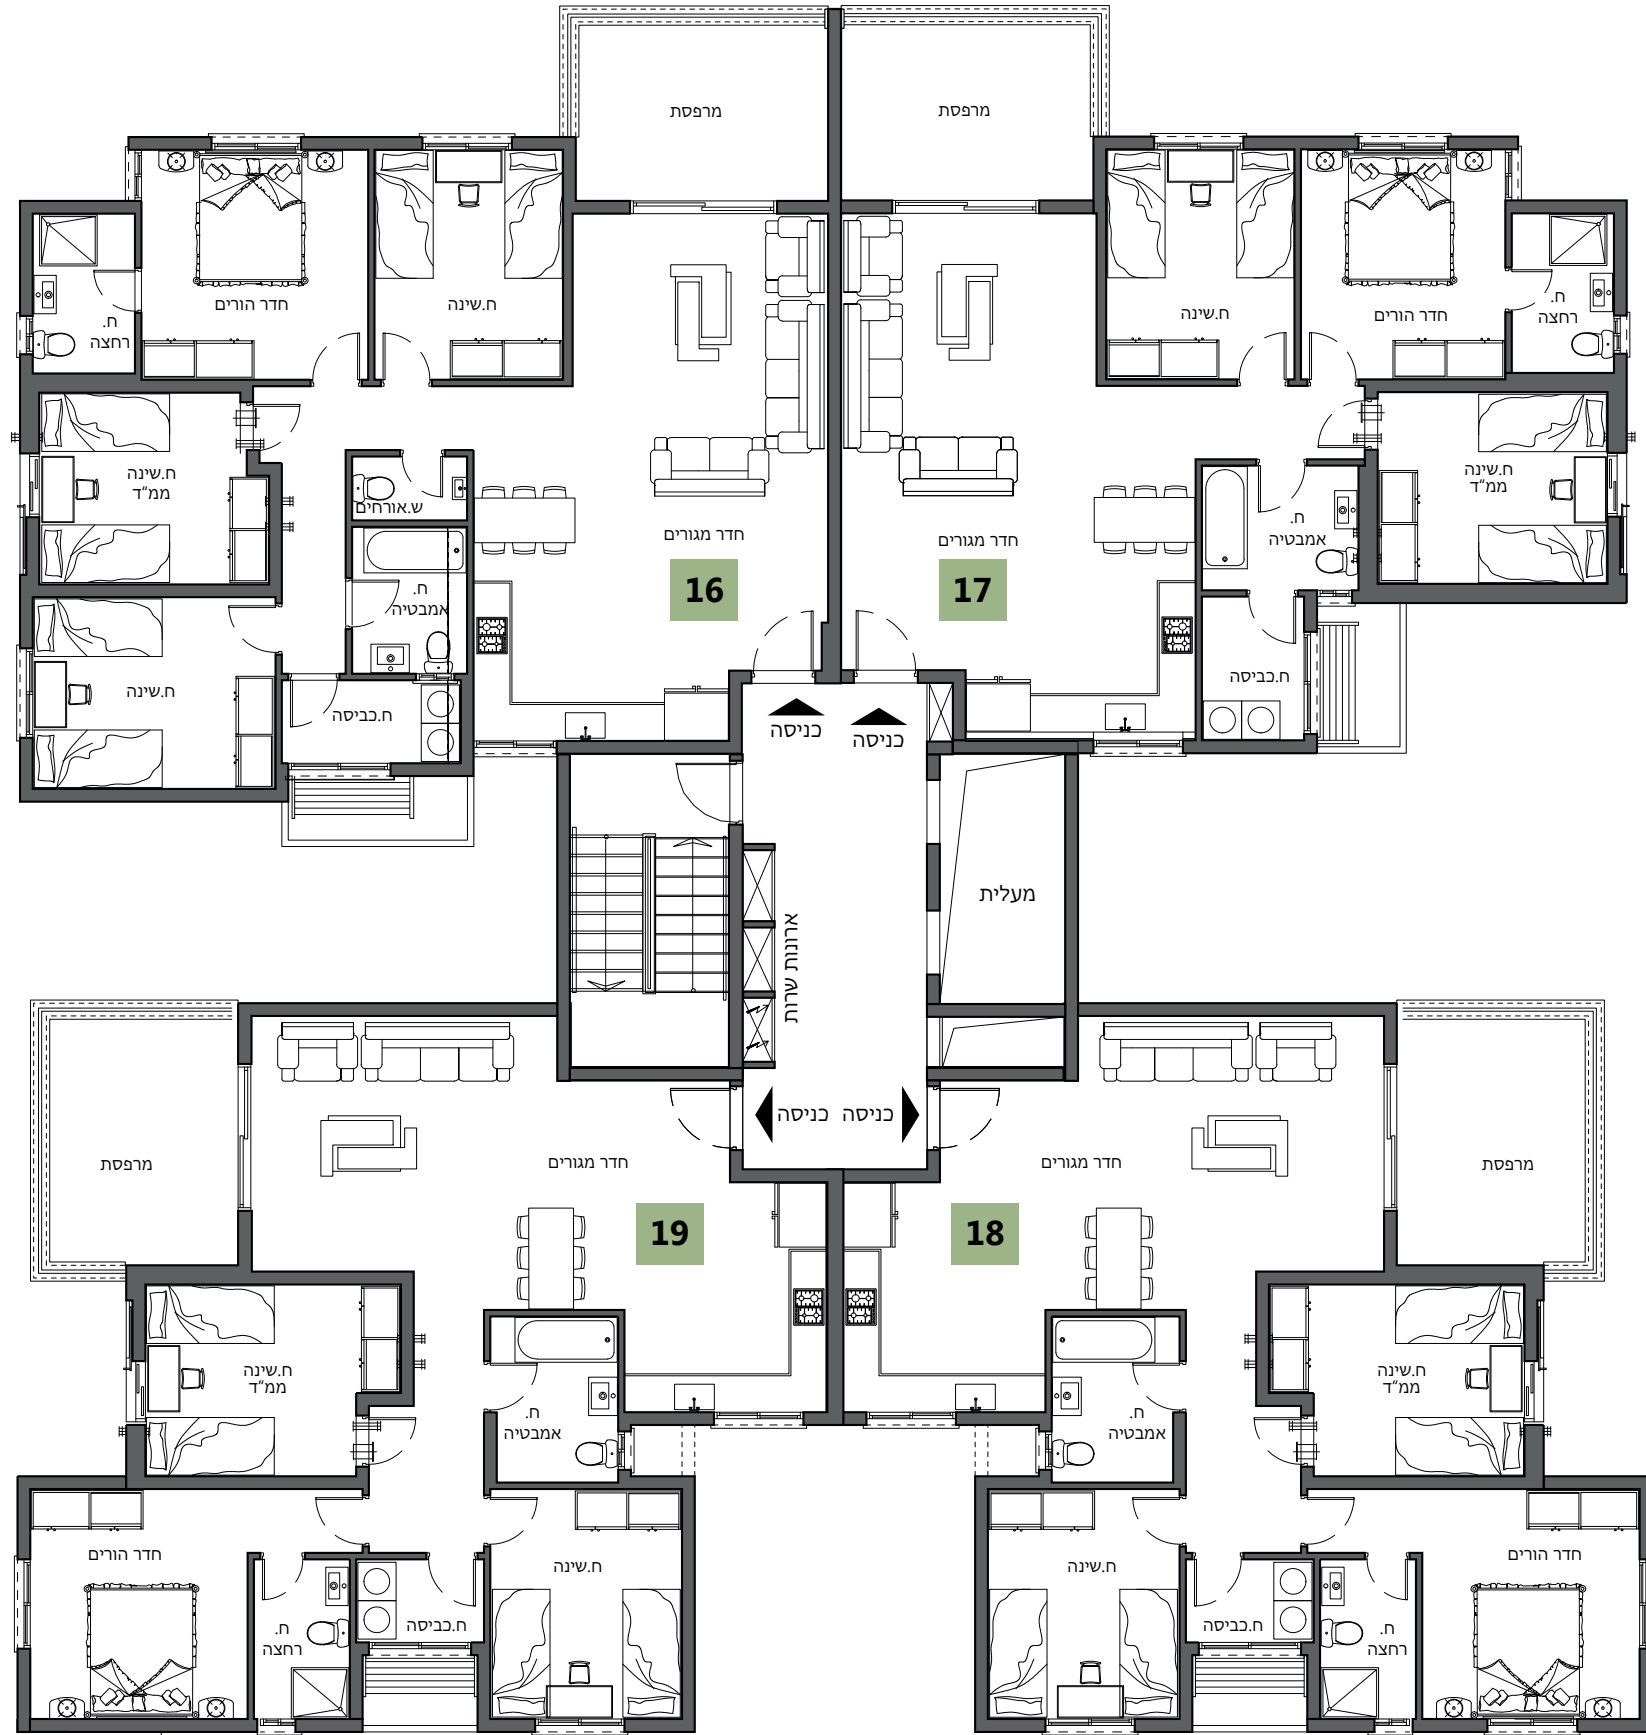 מרפסת
מרפסת
חדר הורים
ח.שינה
ח.שינה
חדר הורים
ח.
רחצה
ח.
רחצה
ח.שינה
ממ"ד
ש.אורחים
חדר מגורים
16
חדר מגורים
17
ח.
אמבטיה
ח.שינה
ממ"ד
ח.
אמבטיה
ח.שינה
ח.כביסה
ח.כביסה
כניסה
כניסה
מעלית
ארונות שרות
כניסה
כניסה
מרפסת
חדר מגורים
19
חדר מגורים
18
מרפסת
ח.שינה
ממ"ד
ח.
אמבטיה
ח.
אמבטיה
ח.שינה
ממ"ד
חדר הורים
ח.
רחצה
ח.כביסה
ח.שינה
ח.שינה
ח.כביסה
ח.
רחצה
חדר הורים